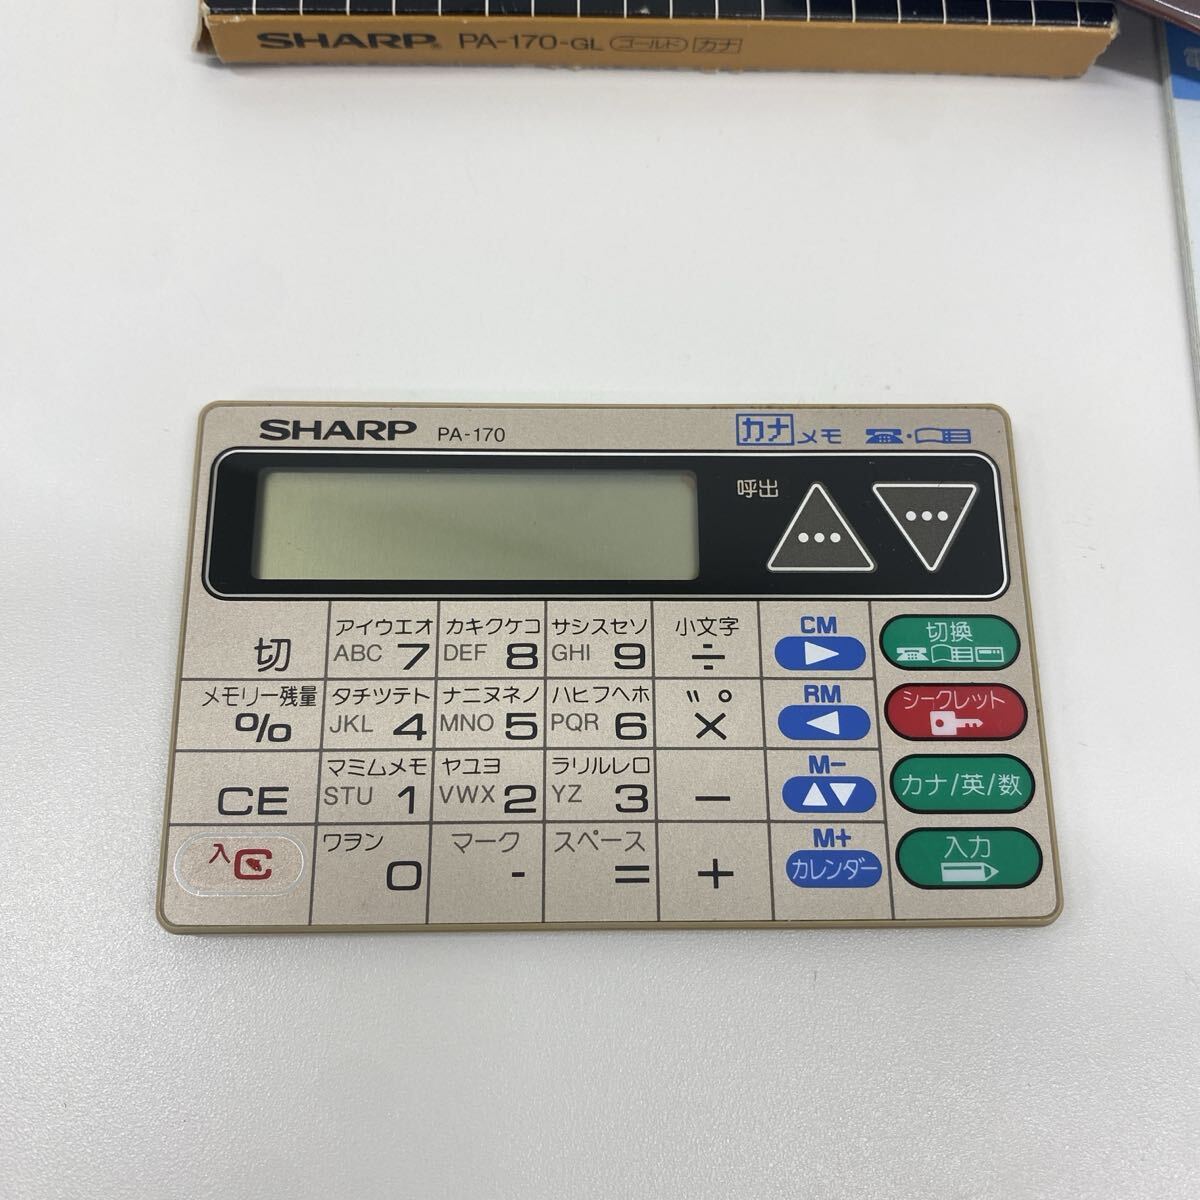 SHARP PA-170-GL ゴールド カナ
電
SHARP PA-170 カナメモ
呼出
切 アイウエオ ABC 7 カキクケコ DEF 8 サシスセソ GHI 9 小文字 ÷ CM 切換
メモリー残量 % タチツテト JKL 4 ナニヌネノ MNO 5 ハヒフヘホ PQR 6 ゛゜ × RM シークレット
CE マミムメモ STU 1 ヤユヨ VWX 2 ラリルレロ YZ 3 − M− カナ/英/数
入 C ワヲン 0 マーク · スペース = + M+ カレンダー 入力